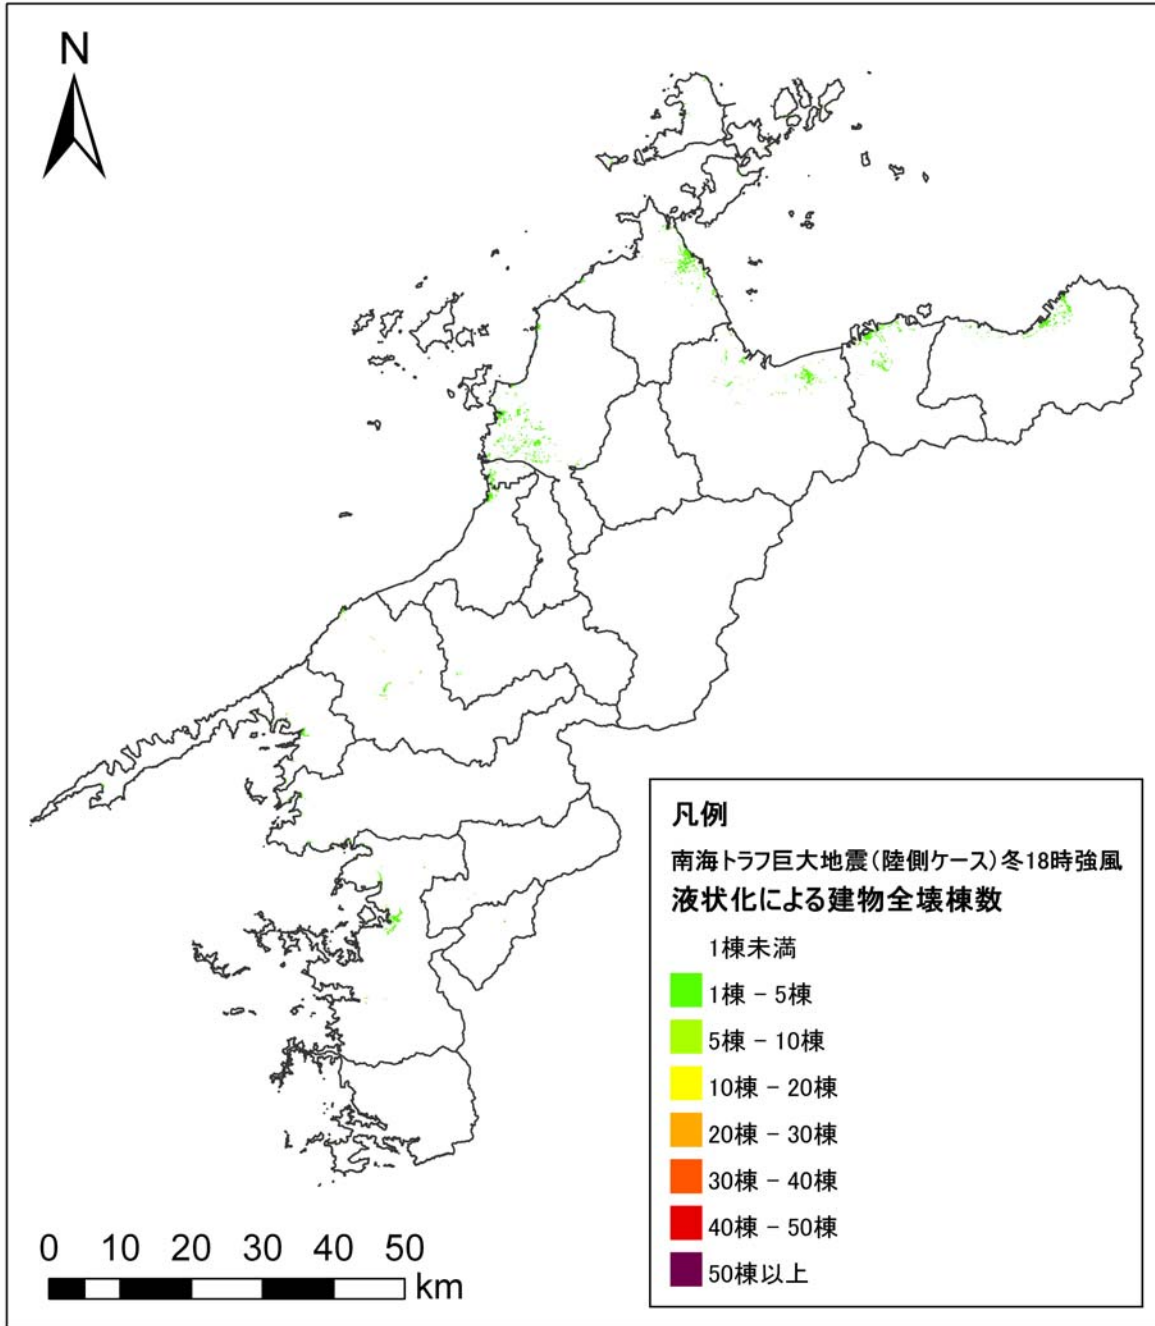 N
凡例
南海トラフ巨大地震（陸側ケース）冬18時強風
液状化による建物全壊棟数
1棟未満
1棟 − 5棟
5棟 − 10棟
10棟 − 20棟
20棟 − 30棟
30棟 − 40棟
40棟 − 50棟
50棟以上
0 10 20 30 40 50
km